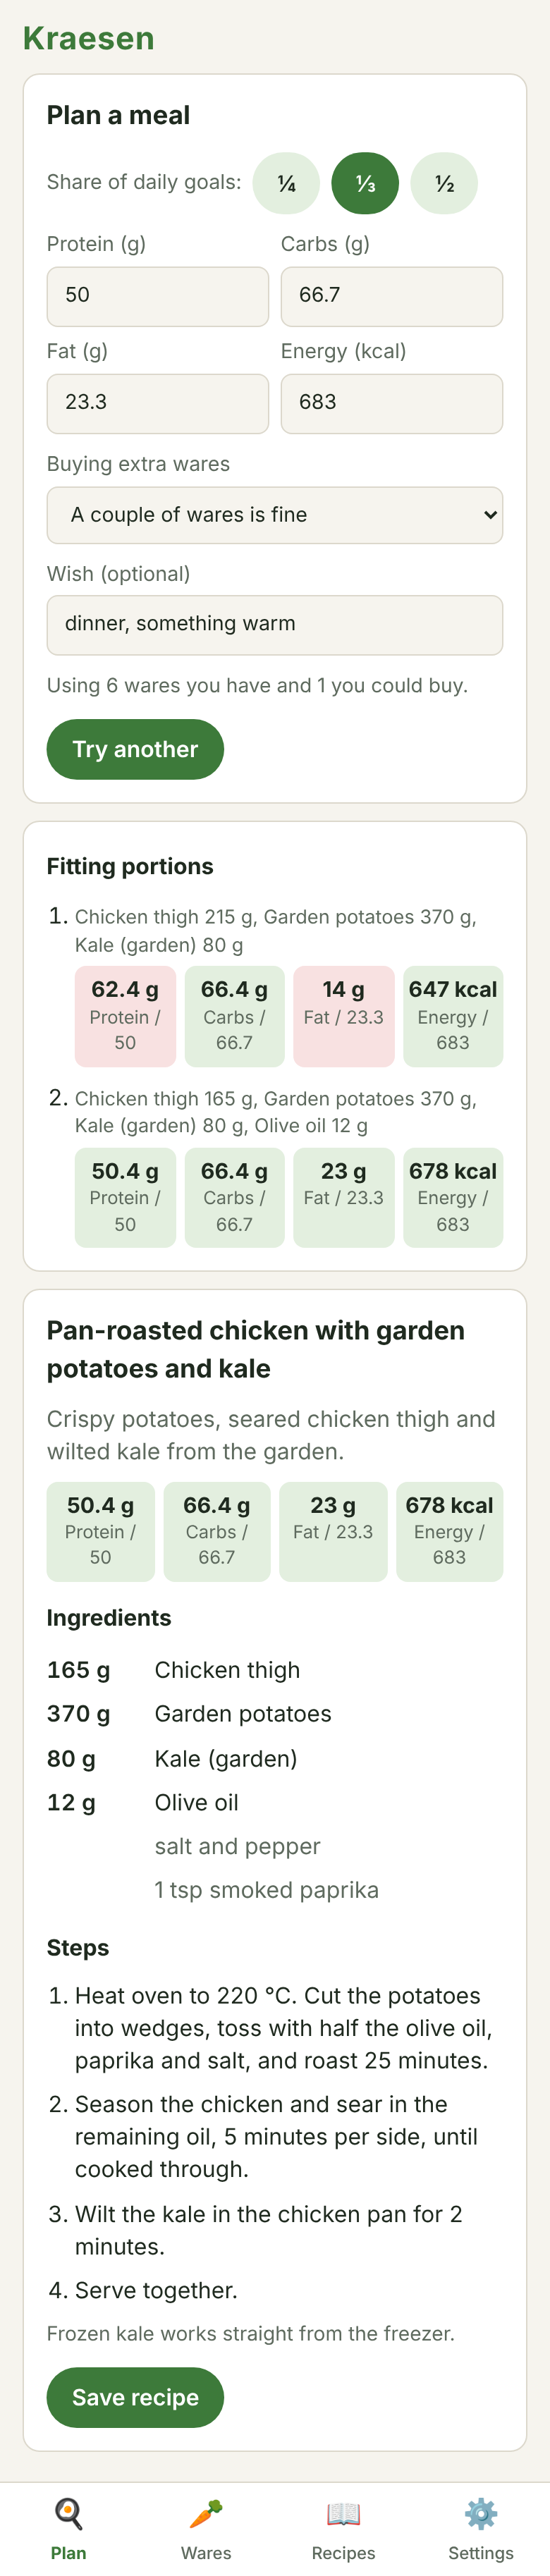 Kraesen
Plan a meal
Share of daily goals: ¼ ⅓ ½
Protein (g) Carbs (g)
50 66.7
Fat (g) Energy (kcal)
23.3 683
Buying extra wares
A couple of wares is fine
Wish (optional)
dinner, something warm
Using 6 wares you have and 1 you could buy.
Try another
Fitting portions
1. Chicken thigh 215 g, Garden potatoes 370 g,
Kale (garden) 80 g
62.4 g 66.4 g 14 g 647 kcal
Protein / Carbs / Fat / 23.3 Energy /
50 66.7 683
2. Chicken thigh 165 g, Garden potatoes 370 g,
Kale (garden) 80 g, Olive oil 12 g
50.4 g 66.4 g 23 g 678 kcal
Protein / Carbs / Fat / 23.3 Energy /
50 66.7 683
Pan-roasted chicken with garden
potatoes and kale
Crispy potatoes, seared chicken thigh and
wilted kale from the garden.
50.4 g 66.4 g 23 g 678 kcal
Protein / Carbs / Fat / 23.3 Energy /
50 66.7 683
Ingredients
165 g Chicken thigh
370 g Garden potatoes
80 g Kale (garden)
12 g Olive oil
salt and pepper
1 tsp smoked paprika
Steps
1. Heat oven to 220 °C. Cut the potatoes
into wedges, toss with half the olive oil,
paprika and salt, and roast 25 minutes.
2. Season the chicken and sear in the
remaining oil, 5 minutes per side, until
cooked through.
3. Wilt the kale in the chicken pan for 2
minutes.
4. Serve together.
Frozen kale works straight from the freezer.
Save recipe
Plan Wares Recipes Settings